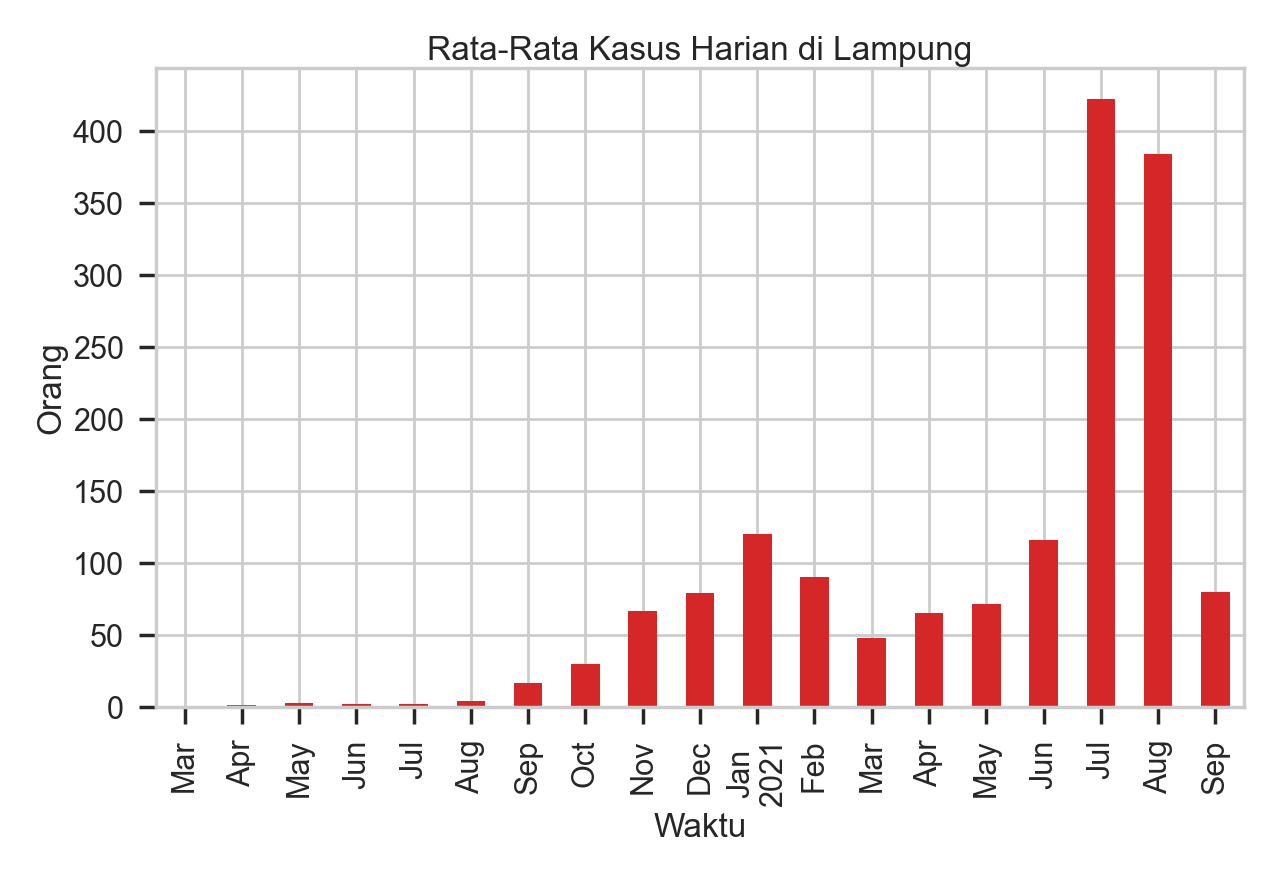 Rata-Rata Kasus Harian di Lampung
Orang
400
350
300
250
200
150
100
50
0
Mar
Apr
May
Jun
Jul
Aug
Sep
Oct
Nov
Dec
Jan
2021
Feb
Mar
Apr
May
Jun
Jul
Aug
Sep
Waktu